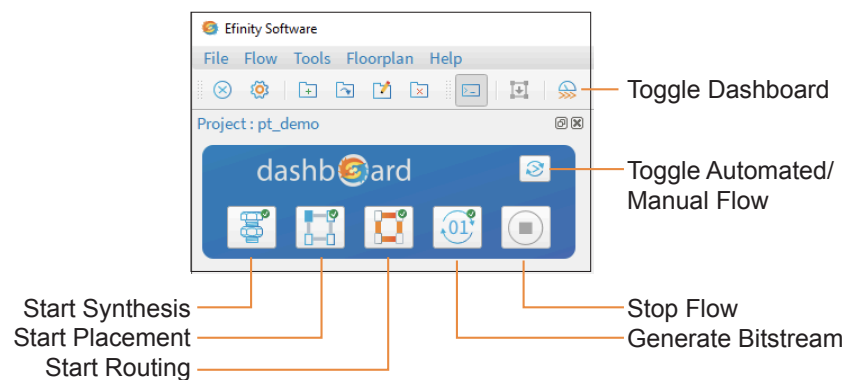 Efinity Software
File Flow Tools Floorplan Help
Toggle Dashboard
Project : pt_demo
dashboard
Toggle Automated/
Manual Flow
01
Start Synthesis
Stop Flow
Start Placement
Generate Bitstream
Start Routing